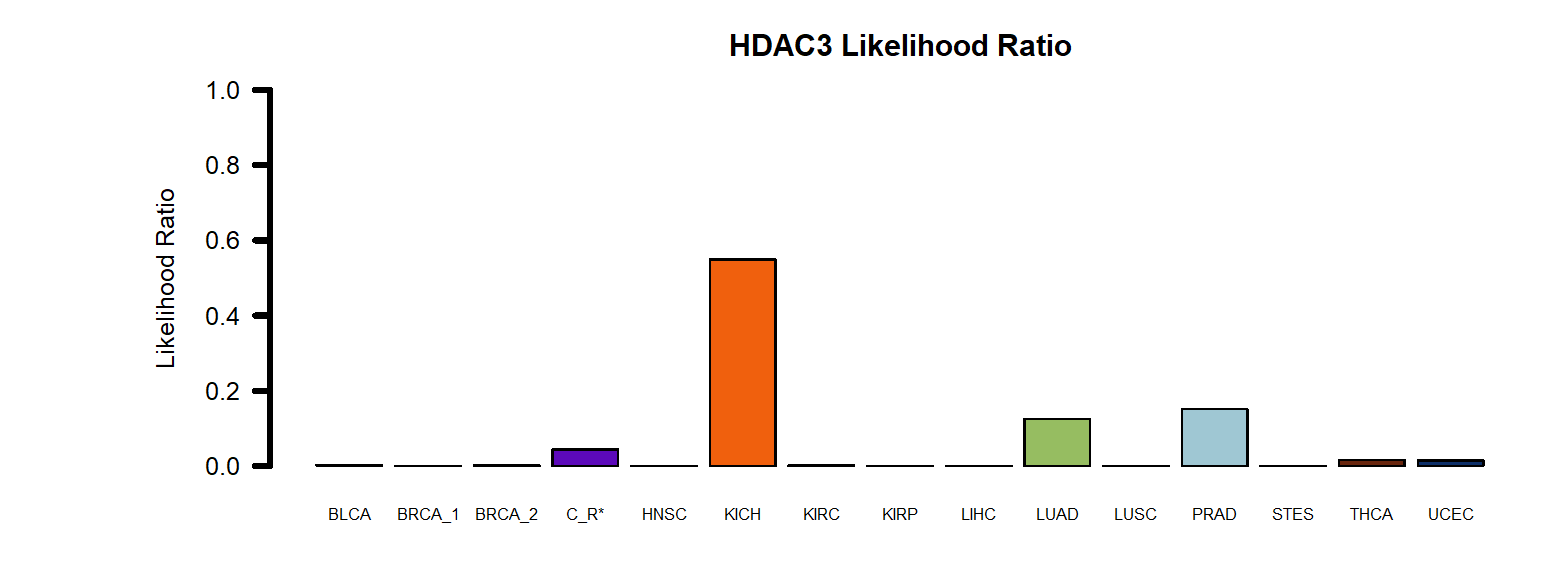 HDAC3 Likelihood Ratio
Likelihood Ratio
1.0
0.8
0.6
0.4
0.2
0.0
BLCA BRCA_1 BRCA_2 C_R* HNSC KICH KIRC KIRP LIHC LUAD LUSC PRAD STES THCA UCEC